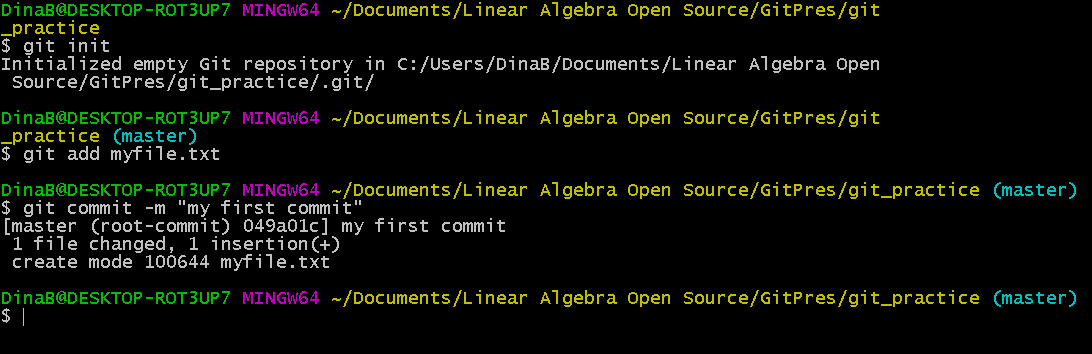 DinaB@DESKTOP-ROT3UP7 MINGW64 ~/Documents/Linear Algebra Open Source/GitPres/git
_practice
$ git init
Initialized empty Git repository in C:/Users/DinaB/Documents/Linear Algebra Open
 Source/GitPres/git_practice/.git/
DinaB@DESKTOP-ROT3UP7 MINGW64 ~/Documents/Linear Algebra Open Source/GitPres/git
_practice (master)
$ git add myfile.txt
DinaB@DESKTOP-ROT3UP7 MINGW64 ~/Documents/Linear Algebra Open Source/GitPres/git_practice (master)
$ git commit -m "my first commit"
[master (root-commit) 049a01c] my first commit
 1 file changed, 1 insertion(+)
 create mode 100644 myfile.txt
DinaB@DESKTOP-ROT3UP7 MINGW64 ~/Documents/Linear Algebra Open Source/GitPres/git_practice (master)
$